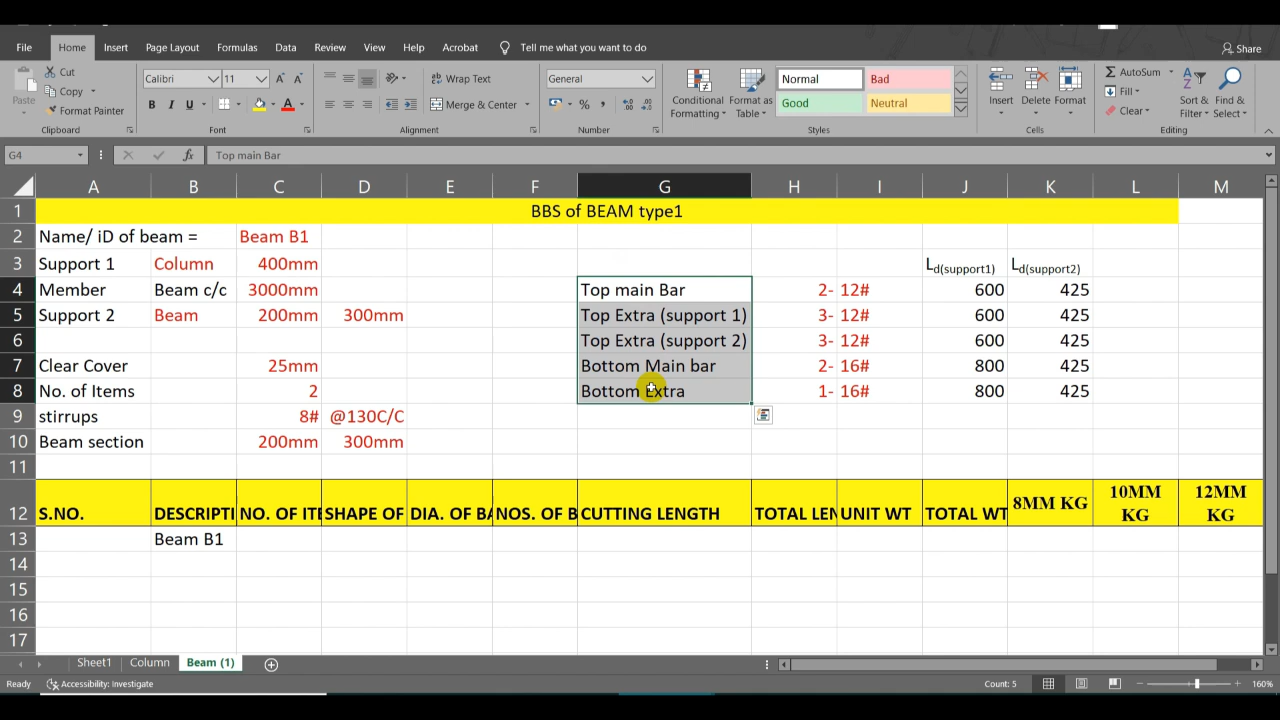 File Home Insert Page Layout Formulas Data Review View Help Acrobat Tell me what you want to do Share
Paste Cut Copy Format Painter Clipboard
Calibri 11 B I U Font
Wrap Text Merge & Center Alignment
General % , Number
Conditional Formatting Format as Table Normal Bad Good Neutral Styles
Insert Delete Format Cells
AutoSum Fill Clear Sort & Filter Find & Select Editing
G4 fx Top main Bar
A B C D E F G H I J K L M
1 BBS of BEAM type1
2 Name/ iD of beam = Beam B1
3 Support 1 Column 400mm Ld(support1) Ld(support2)
4 Member Beam c/c 3000mm Top main Bar 2- 12# 600 425
5 Support 2 Beam 200mm 300mm Top Extra (support 1) 3- 12# 600 425
6 Top Extra (support 2) 3- 12# 600 425
7 Clear Cover 25mm Bottom Main bar 2- 16# 800 425
8 No. of Items 2 Bottom Extra 1- 16# 800 425
9 stirrups 8# @130C/C
10 Beam section 200mm 300mm
11
12 S.NO. DESCRIPTI NO. OF ITE SHAPE OF DIA. OF BA NOS. OF B CUTTING LENGTH TOTAL LEN UNIT WT TOTAL WT 8MM KG 10MM KG 12MM KG
13 Beam B1
14
15
16
17
Sheet1 Column Beam (1)
Ready Accessibility: Investigate Count: 5 160%